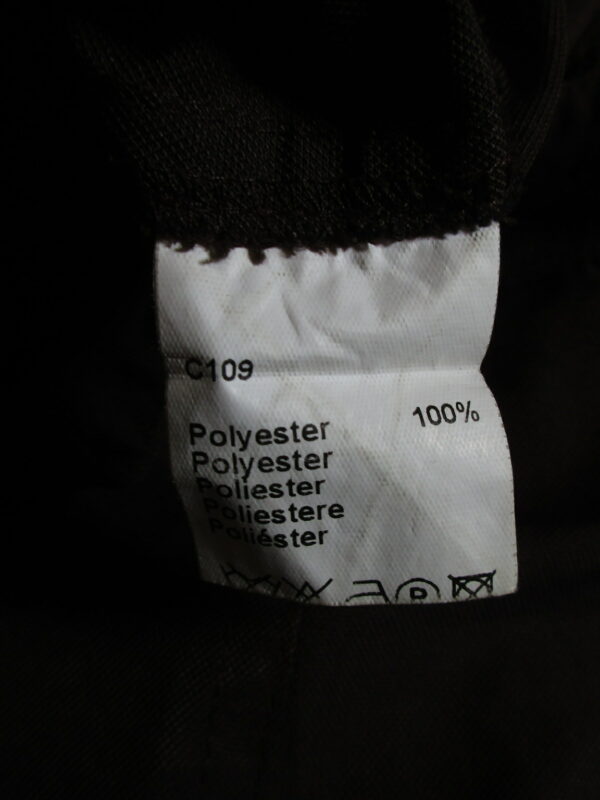 C109
100%
Polyester
Polyester
Poliester
Poliestere
Poliéster
P